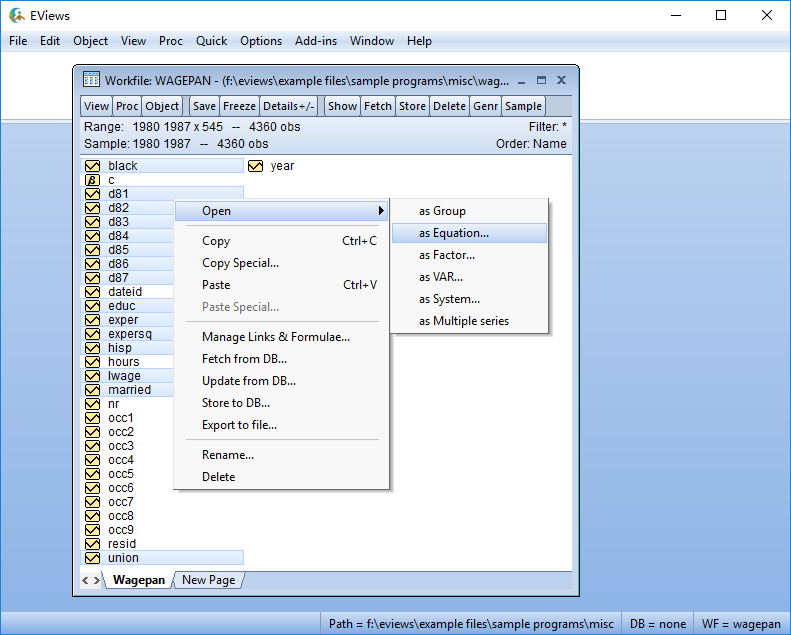 EViews
File Edit Object View Proc Quick Options Add-ins Window Help
Workfile: WAGEPAN - (f:\eviews\example files\sample programs\misc\wag...
View Proc Object Save Freeze Details+/- Show Fetch Store Delete Genr Sample
Range: 1980 1987 x 545 -- 4360 obs Filter: *
Sample: 1980 1987 -- 4360 obs Order: Name
black year
β c
d81
d82
d83
d84
d85
d86
d87
dateid
educ
exper
expersq
hisp
hours
lwage
married
nr
occ1
occ2
occ3
occ4
occ5
occ6
occ7
occ8
occ9
resid
union
Open
Copy Ctrl+C
Copy Special...
Paste Ctrl+V
Paste Special...
Manage Links & Formulae...
Fetch from DB...
Update from DB...
Store to DB...
Export to file...
Rename...
Delete
as Group
as Equation...
as Factor...
as VAR...
as System...
as Multiple series
< > Wagepan New Page
Path = f:\eviews\example files\sample programs\misc DB = none WF = wagepan